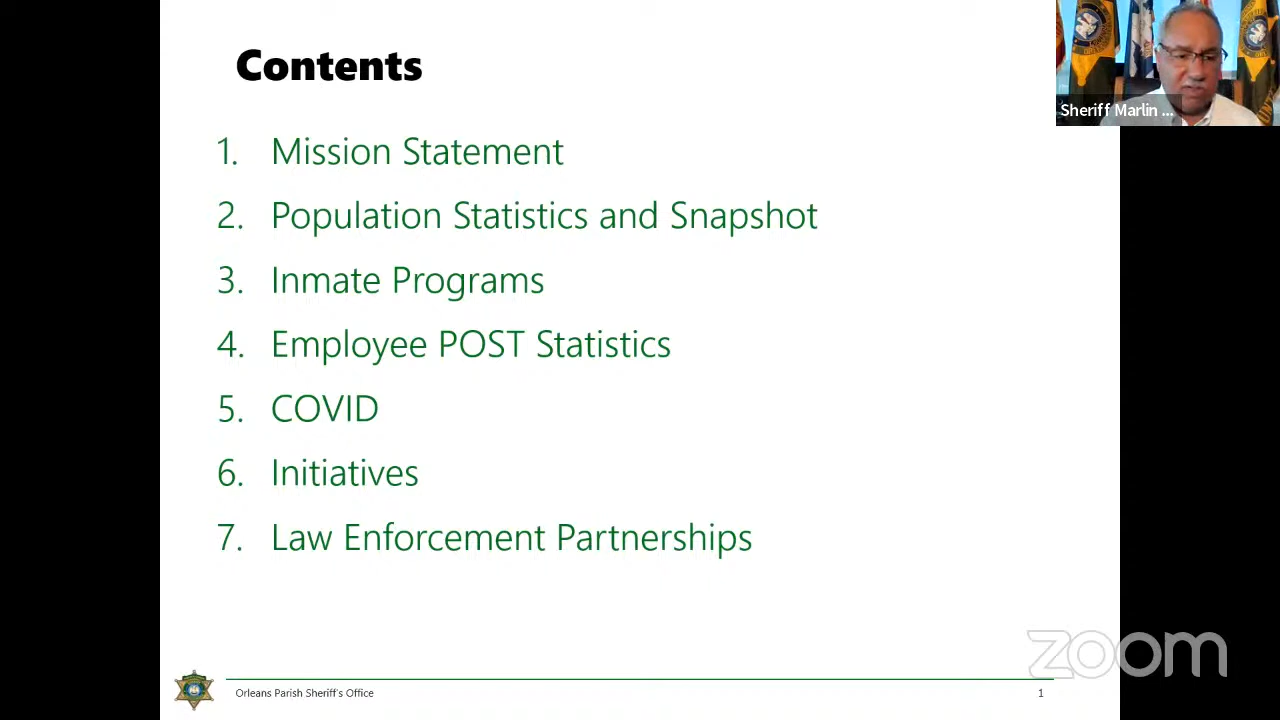 Contents
1. Mission Statement
2. Population Statistics and Snapshot
3. Inmate Programs
4. Employee POST Statistics
5. COVID
6. Initiatives
7. Law Enforcement Partnerships
Sheriff Marlin ...
zoom
Orleans Parish Sheriff's Office
1